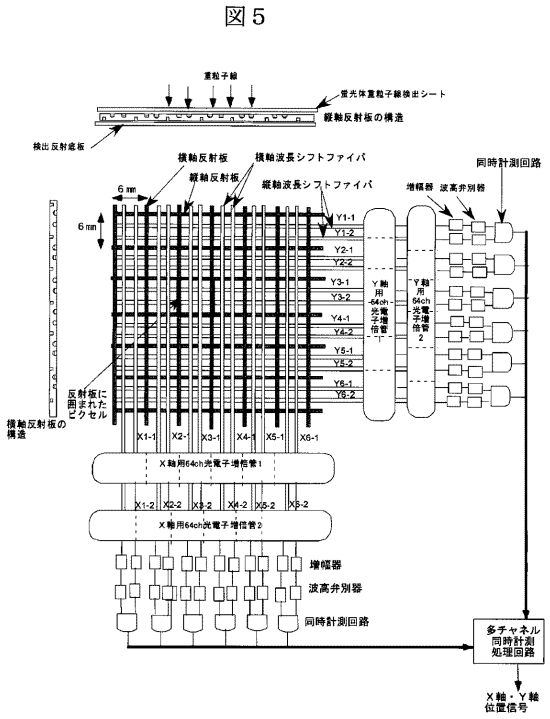 図５
重粒子線
蛍光体重粒子線検出シート
縦軸反射板の構造
検出反射底板
横軸反射板
横軸波長シフトファイバ
縦軸反射板
縦軸波長シフトファイバ
6mm
6mm
増幅器
波高弁別器
同時計測回路
Y1-1
Y1-2
Y2-1
Y2-2
Y3-1
Y3-2
Y4-1
Y4-2
Y5-1
Y5-2
Y6-1
Y6-2
Y軸用64ch光電子増倍管1
Y軸用64ch光電子増倍管2
反射板に
囲まれた
ピクセル
横軸反射板の
構造
X1-1
X2-1
X3-1
X4-1
X5-1
X6-1
X軸用64ch光電子増倍管1
X1-2
X2-2
X3-2
X4-2
X5-2
X6-2
X軸用64ch光電子増倍管2
増幅器
波高弁別器
同時計測回路
多チャネル
同時計測
処理回路
X軸・Y軸
位置信号